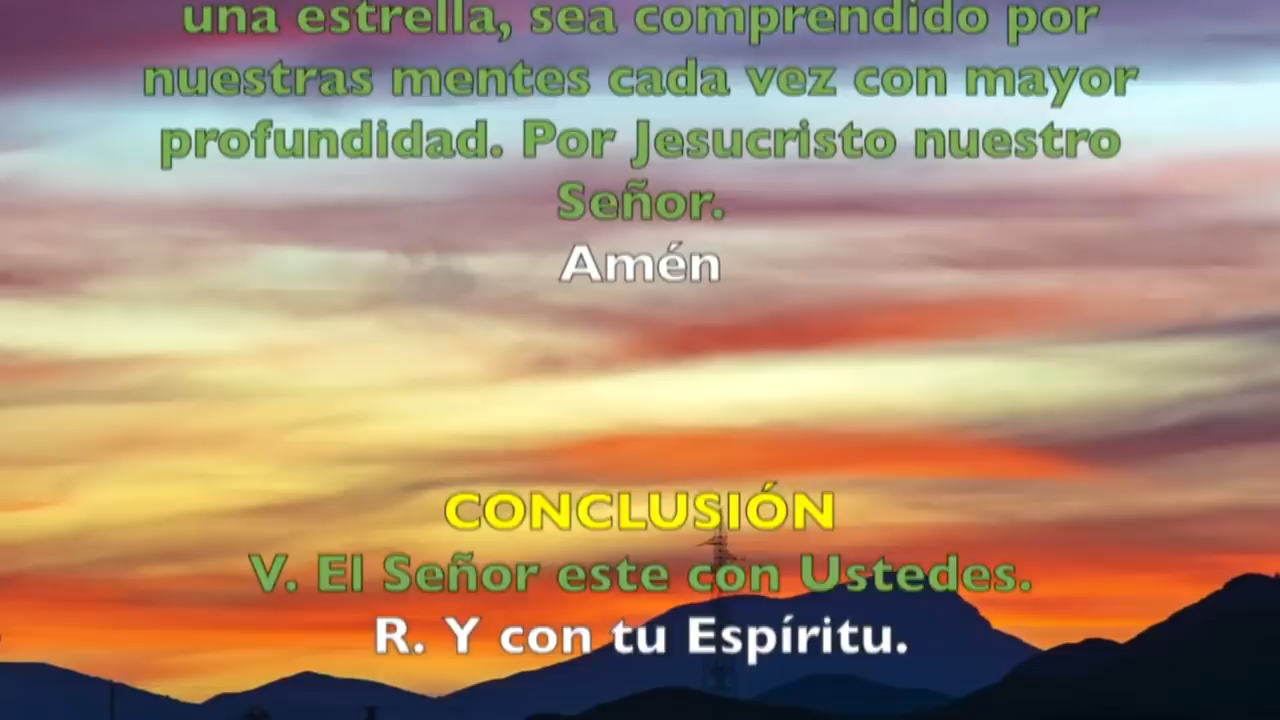 una estrella, sea comprendido por
nuestras mentes cada vez con mayor
profundidad. Por Jesucristo nuestro
Señor.
Amén
CONCLUSIÓN
V. El Señor este con Ustedes.
R. Y con tu Espíritu.